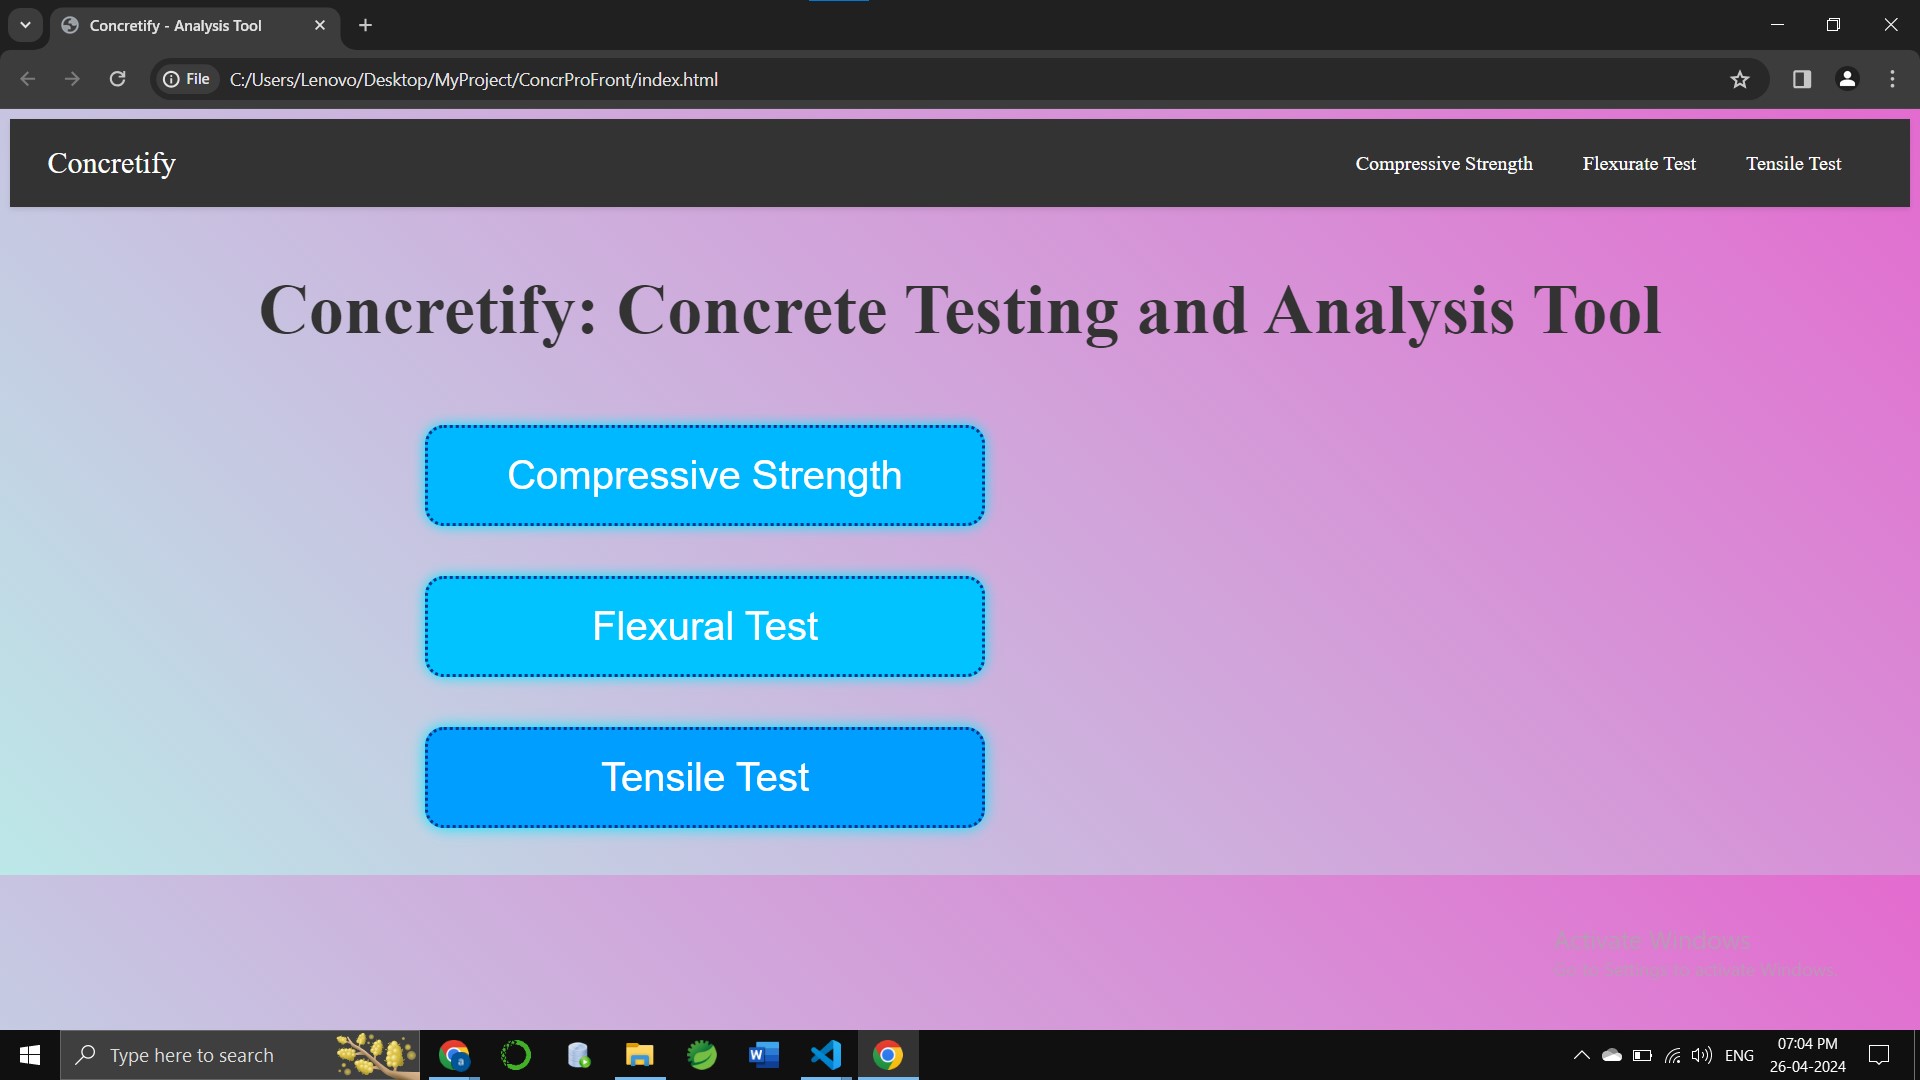 Concretify - Analysis Tool
File C:/Users/Lenovo/Desktop/MyProject/ConcrProFront/index.html
Concretify Compressive Strength Flexurate Test Tensile Test
Concretify: Concrete Testing and Analysis Tool
Compressive Strength
Flexural Test
Tensile Test
Activate Windows
Go to Settings to activate Windows.
Type here to search
ENG
07:04 PM
26-04-2024